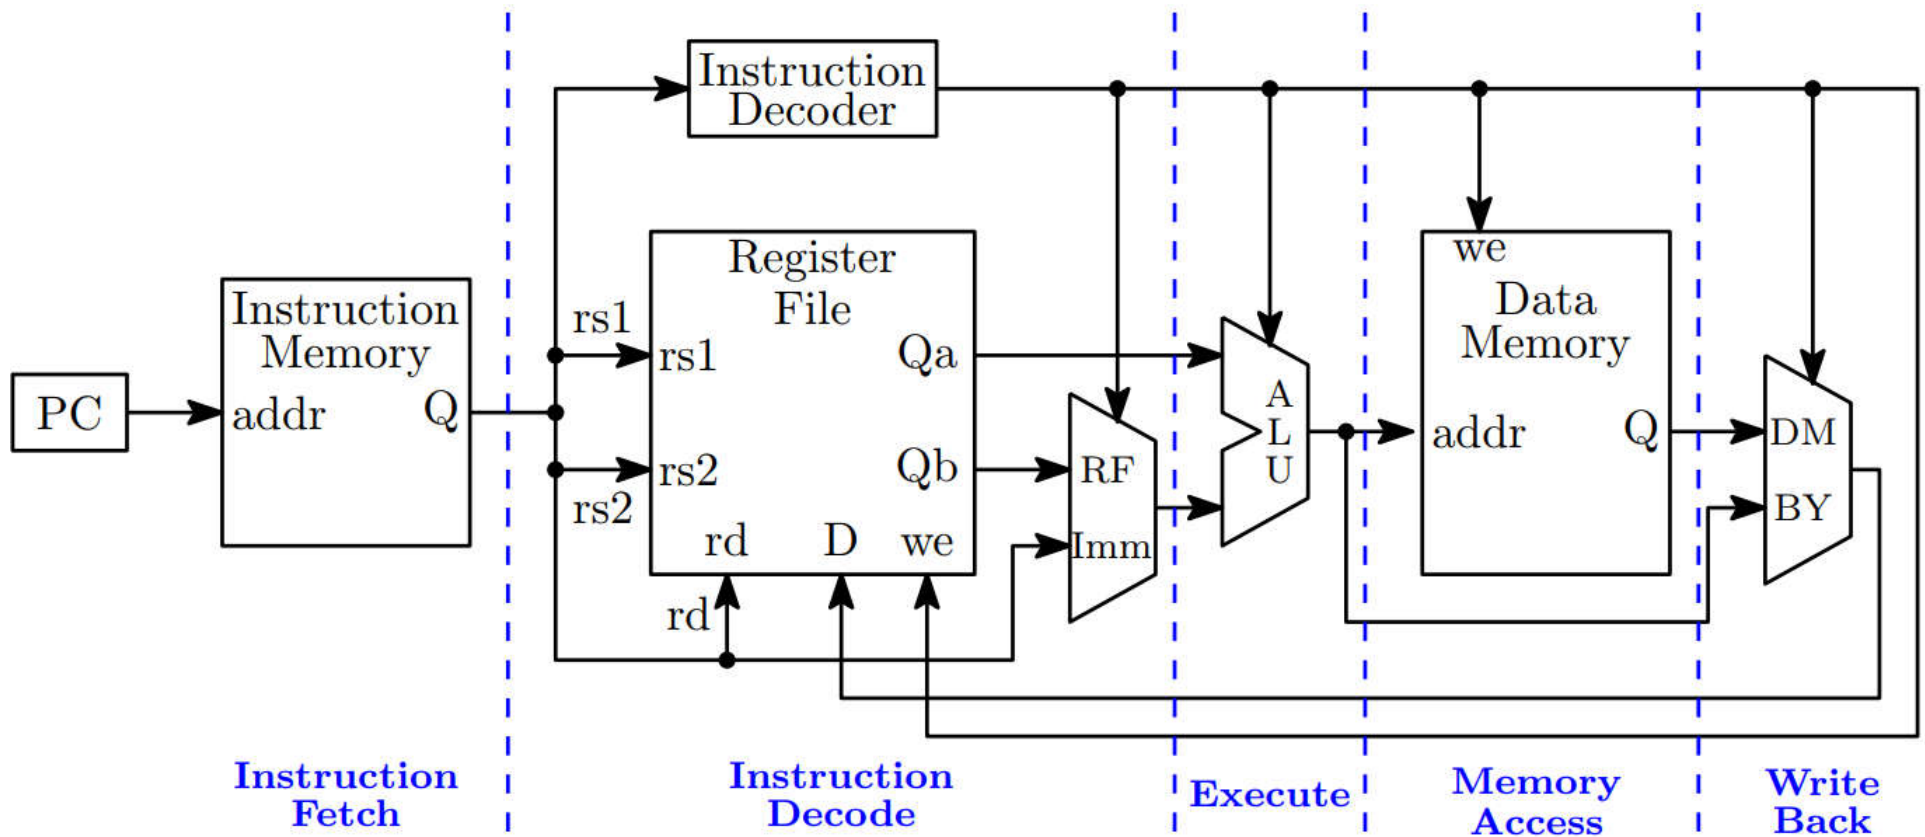 Instruction
Decoder
Register
File
Instruction
Memory
addr
Q
PC
rs1
rs1
rs2
rs2
Qa
Qb
rd
D
we
rd
RF
Imm
A
L
U
we
Data
Memory
addr
Q
DM
BY
Instruction
Fetch
Instruction
Decode
Execute
Memory
Access
Write
Back